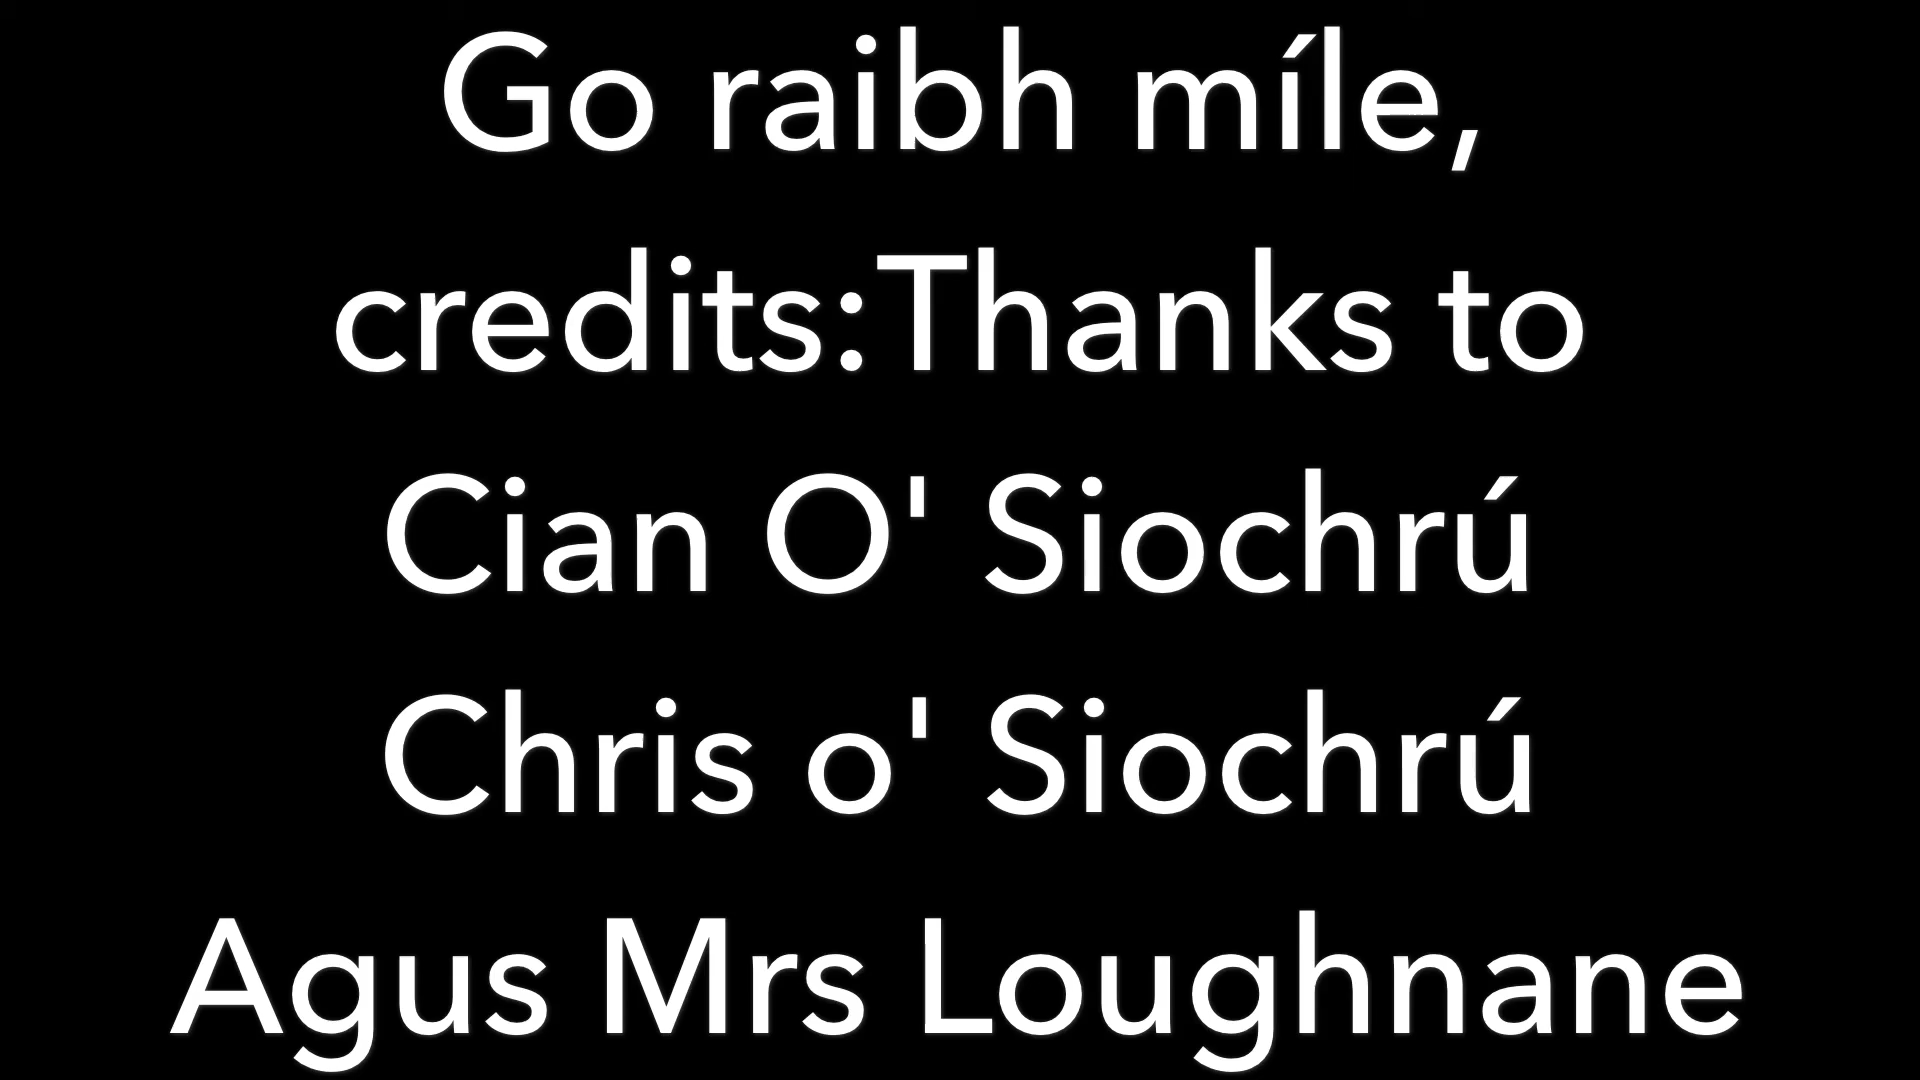 Go raibh míle,
credits:Thanks to
Cian O' Siochrú
Chris o' Siochrú
Agus Mrs Loughnane